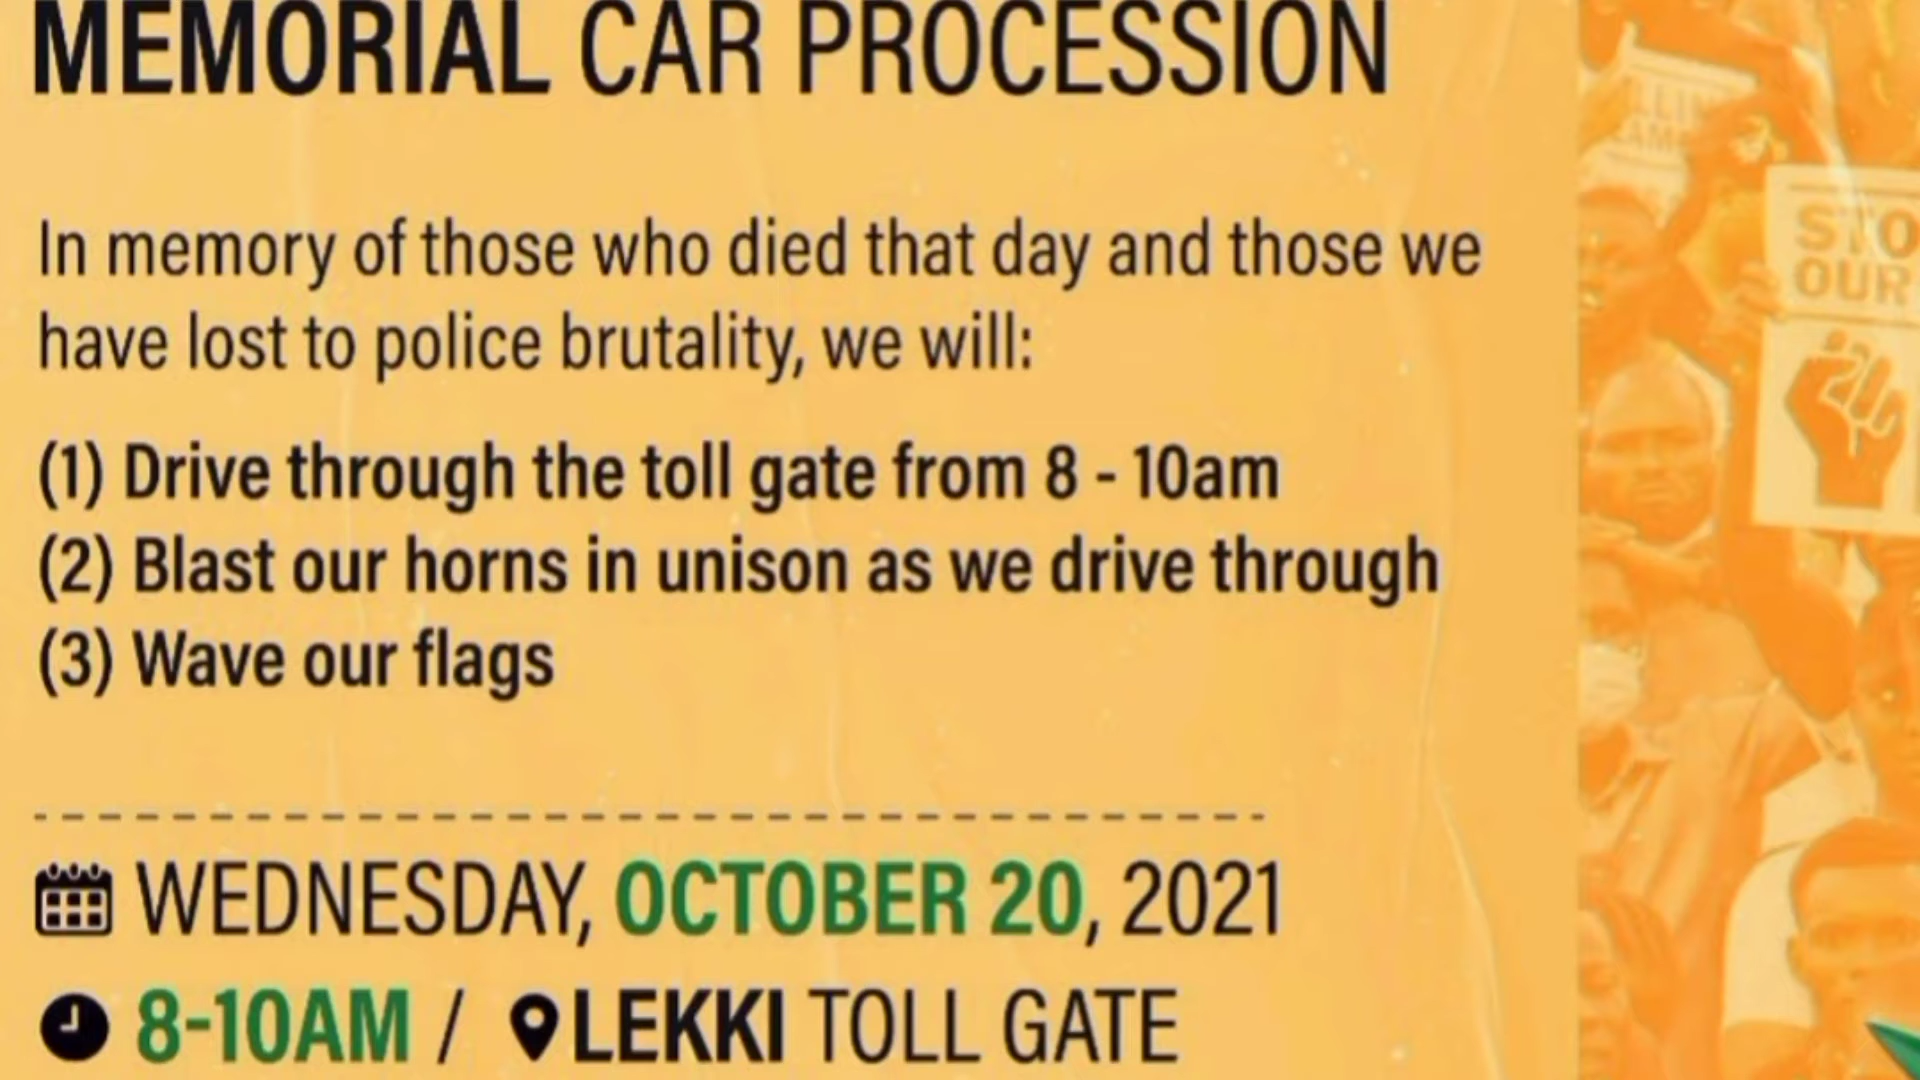 MEMORIAL CAR PROCESSION
In memory of those who died that day and those we
have lost to police brutality, we will:
(1) Drive through the toll gate from 8 - 10am
(2) Blast our horns in unison as we drive through
(3) Wave our flags
WEDNESDAY, OCTOBER 20, 2021
8-10AM / LEKKI TOLL GATE
OUR